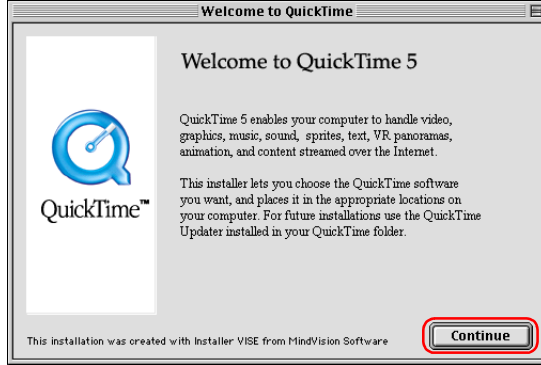 Welcome to QuickTime
Welcome to QuickTime 5
QuickTime 5 enables your computer to handle video,
graphics, music, sound, sprites, text, VR panoramas,
animation, and content streamed over the Internet.
This installer lets you choose the QuickTime software
you want, and places it in the appropriate locations on
your computer. For future installations use the QuickTime
Updater installed in your QuickTime folder.
QuickTime™
This installation was created with Installer VISE from MindVision Software
Continue